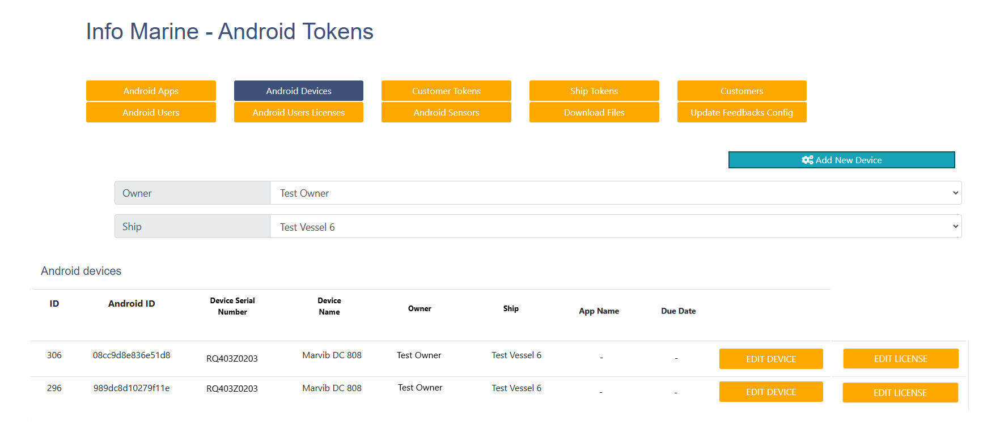 Info Marine - Android Tokens
Android Apps
Android Devices
Customer Tokens
Ship Tokens
Customers
Android Users
Android Users Licenses
Android Sensors
Download Files
Update Feedbacks Config
Add New Device
Owner
Test Owner
Ship
Test Vessel 6
Android devices
ID
Android ID
Device Serial
Number
Device
Name
Owner
Ship
App Name
Due Date
306
08cc9d8e836e51d8
RQ403Z0203
Marvib DC 808
Test Owner
Test Vessel 6
-
-
EDIT DEVICE
EDIT LICENSE
296
989dc8d10279f11e
RQ403Z0203
Marvib DC 808
Test Owner
Test Vessel 6
-
-
EDIT DEVICE
EDIT LICENSE